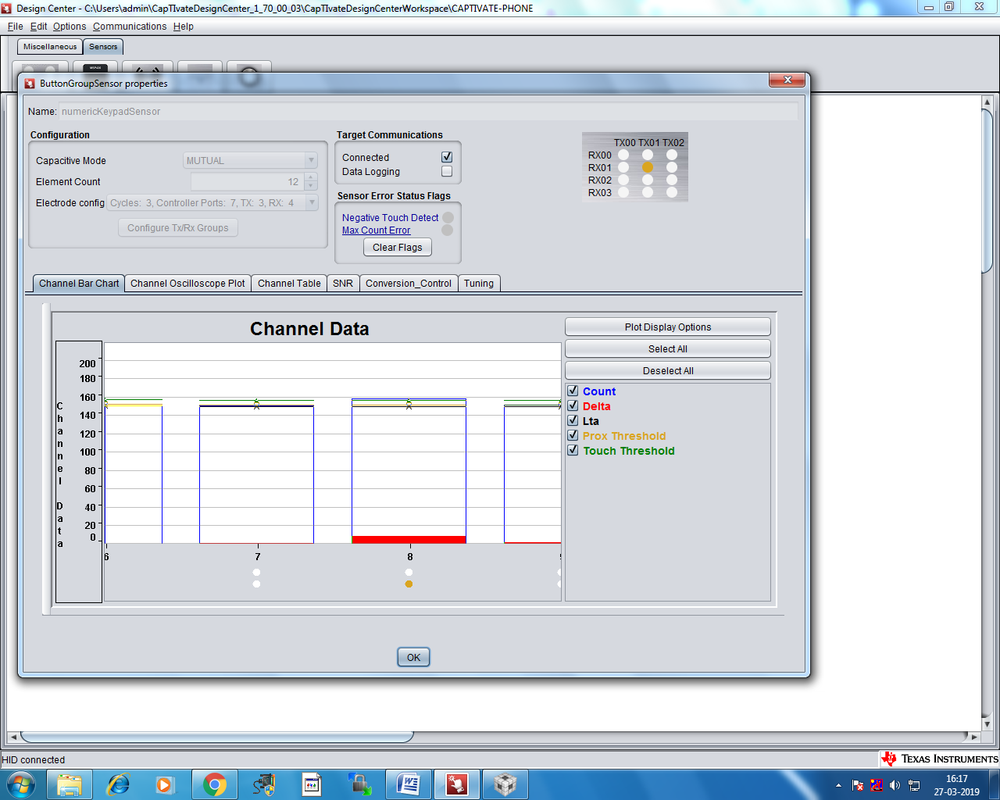 Design Center - C:\Users\admin\CapTIvateDesignCenter_1_70_00_03\CapTIvateDesignCenterWorkspace\CAPTIVATE-PHONE
File Edit Options Communications Help
Miscellaneous Sensors
ButtonGroupSensor properties
Name: numericKeypadSensor
Configuration
Capacitive Mode MUTUAL
Element Count 12
Electrode config Cycles: 3, Controller Ports: 7, TX: 3, RX: 4
Configure Tx/Rx Groups
Target Communications
Connected
Data Logging
Sensor Error Status Flags
Negative Touch Detect
Max Count Error
Clear Flags
TX00 TX01 TX02
RX00
RX01
RX02
RX03
Channel Bar Chart Channel Oscilloscope Plot Channel Table SNR Conversion_Control Tuning
Channel Data
Channel Data
200
180
160
140
120
100
80
60
40
20
0
6 7 8
Plot Display Options
Select All
Deselect All
Count
Delta
Lta
Prox Threshold
Touch Threshold
OK
HID connected
TEXAS INSTRUMENTS
16:17
27-03-2019